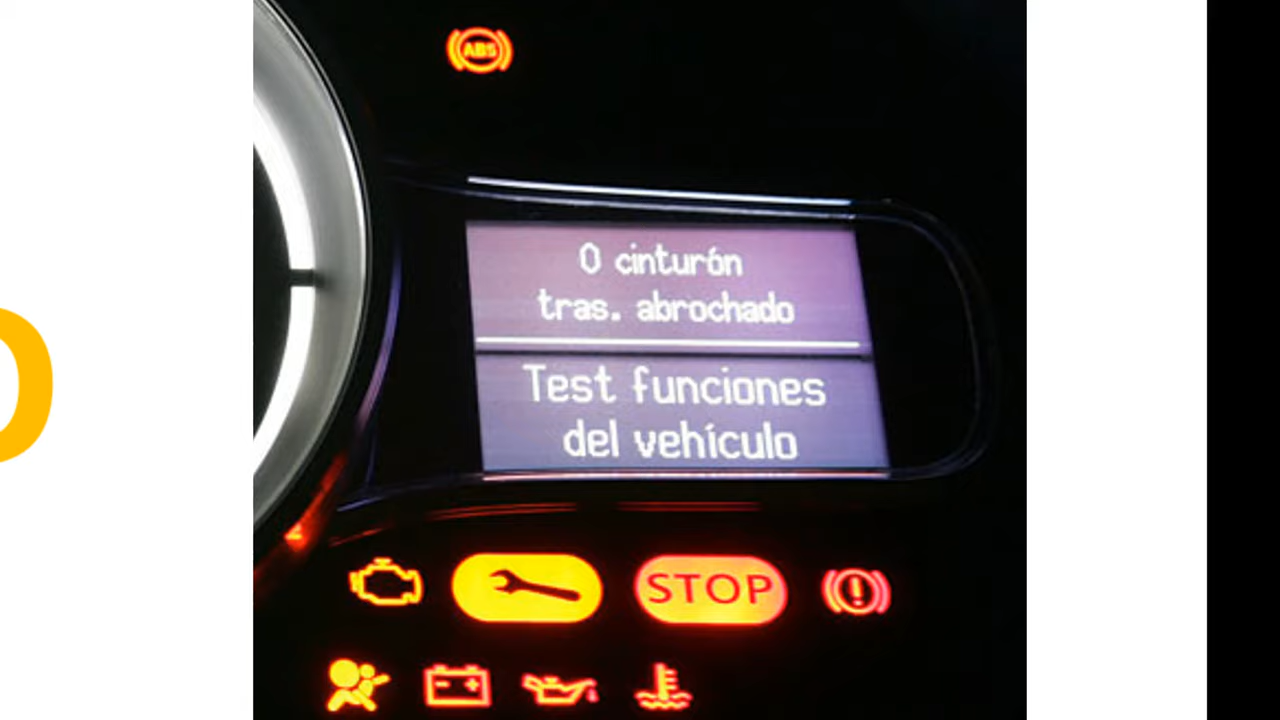 ABS
0 cinturón
tras. abrochado
Test funciones
del vehículo
STOP